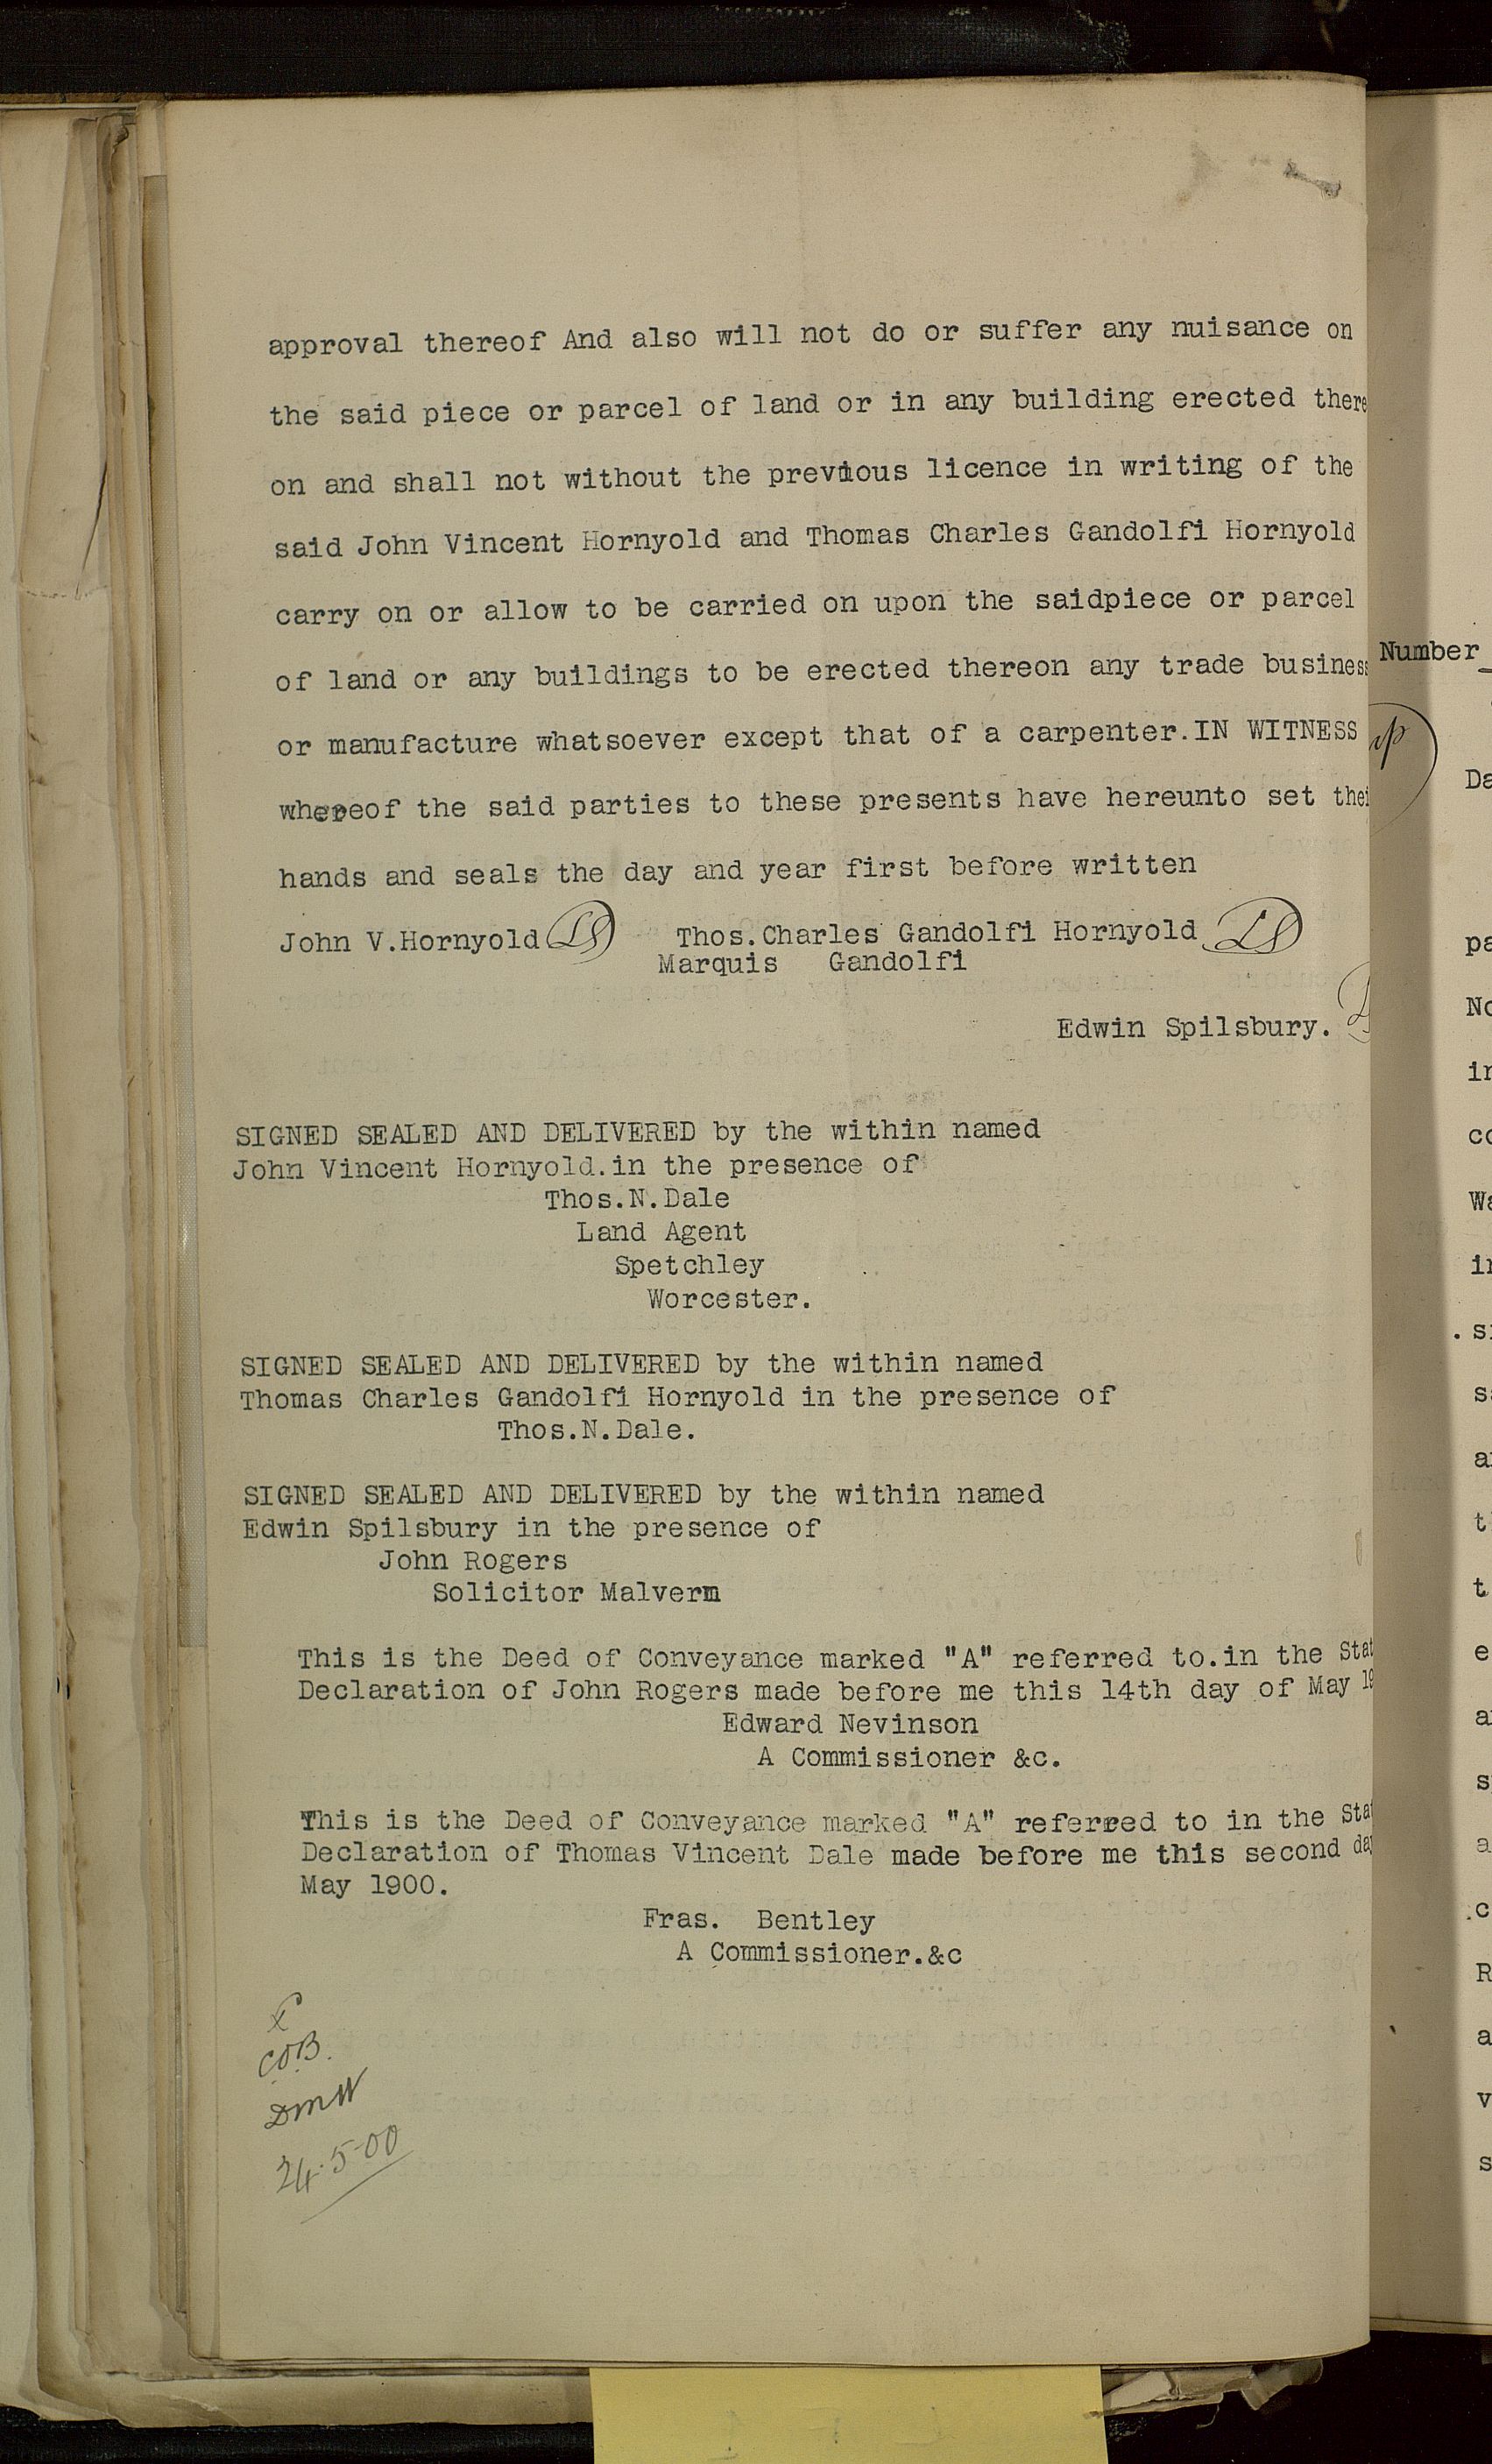 approval thereof And also will not do or suffer any nuisance on
the said piece or parcel of land or in any building erected there
on and shall not without the previous licence in writing of the
said John Vincent Hornyold and Thomas Charles Gandolfi Hornyold
carry on or allow to be carried on upon the saidpiece or parcel
of land or any buildings to be erected thereon any trade business
or manufacture whatsoever except that of a carpenter.IN WITNESS
whereof the said parties to these presents have hereunto set thei
hands and seals the day and year first before written
John V.Hornyold LS Thos.Charles Gandolfi Hornyold LS
Marquis Gandolfi
Edwin Spilsbury.
SIGNED SEALED AND DELIVERED by the within named
John Vincent Hornyold.in the presence of
Thos.N.Dale
Land Agent
Spetchley
Worcester.
SIGNED SEALED AND DELIVERED by the within named
Thomas Charles Gandolfi Hornyold in the presence of
Thos.N.Dale.
SIGNED SEALED AND DELIVERED by the within named
Edwin Spilsbury in the presence of
John Rogers
Solicitor Malvern
This is the Deed of Conveyance marked "A" referred to.in the Stat
Declaration of John Rogers made before me this 14th day of May 19
Edward Nevinson
A Commissioner &c.
This is the Deed of Conveyance marked "A" referred to in the Sta
Declaration of Thomas Vincent Dale made before me this second day
May 1900.
Fras. Bentley
A Commissioner.&c
COB.
DMW
24.5.00
Number